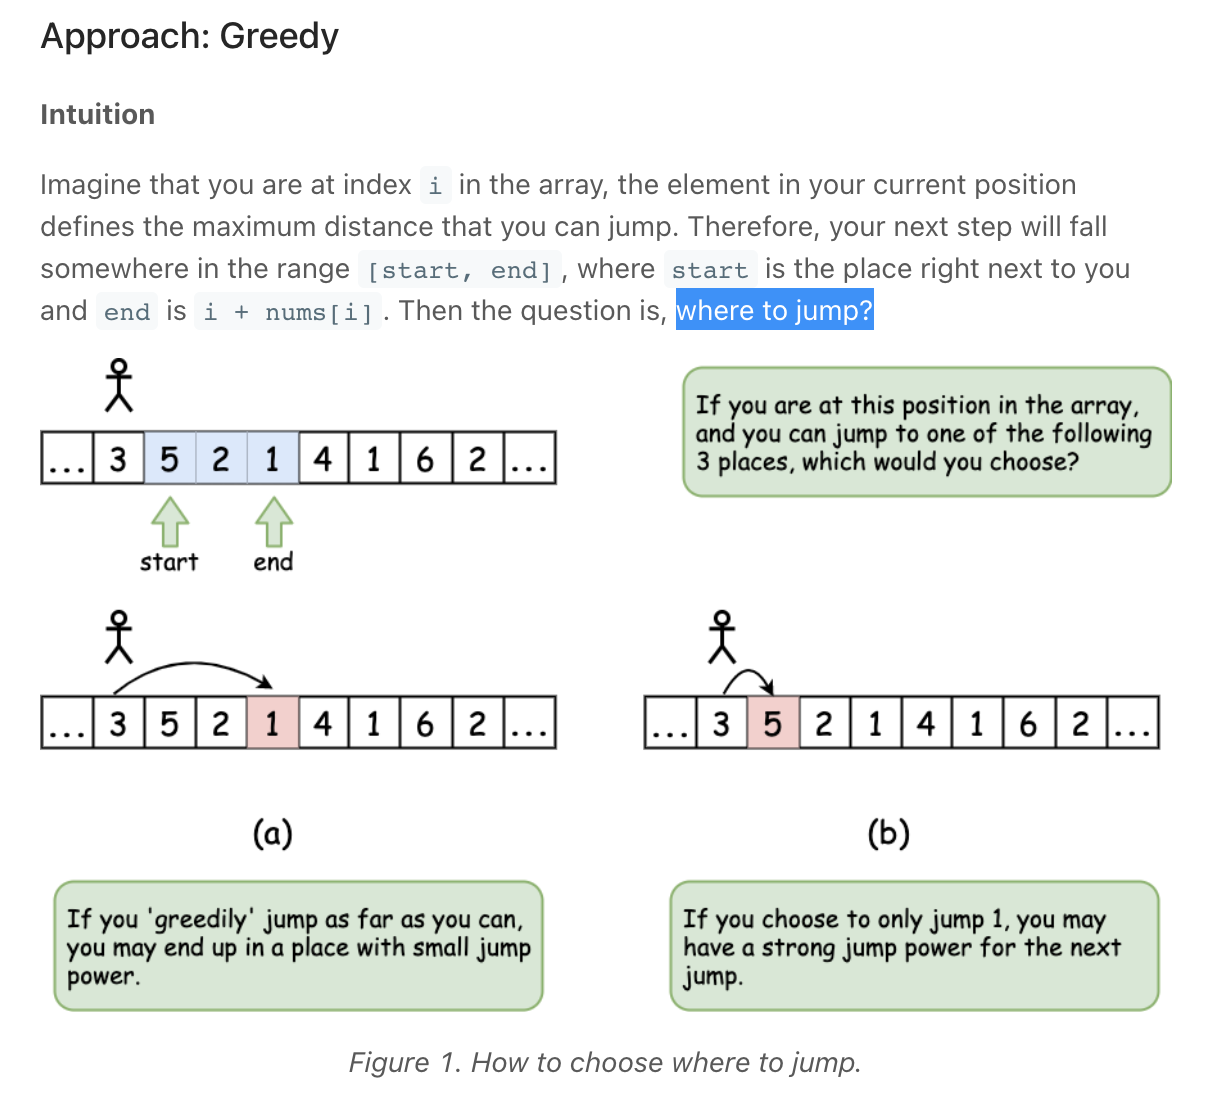 Approach: Greedy
Intuition
Imagine that you are at index i in the array, the element in your current position
defines the maximum distance that you can jump. Therefore, your next step will fall
somewhere in the range [start, end] , where start is the place right next to you
and end is i + nums[i] . Then the question is, where to jump?
If you are at this position in the array,
and you can jump to one of the following
3 places, which would you choose?
... 3 5 2 1 4 1 6 2 ...
start end
... 3 5 2 1 4 1 6 2 ...
... 3 5 2 1 4 1 6 2 ...
(a)
(b)
If you 'greedily' jump as far as you can,
you may end up in a place with small jump
power.
If you choose to only jump 1, you may
have a strong jump power for the next
jump.
Figure 1. How to choose where to jump.